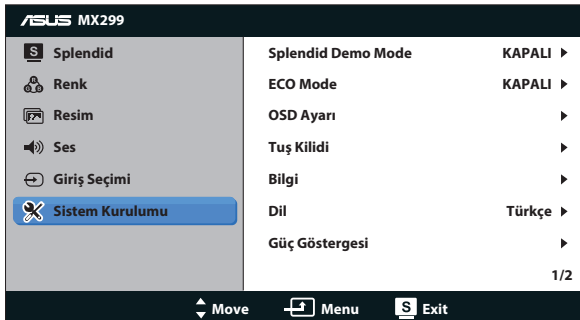 ASUS MX299
S Splendid
Renk
Resim
Ses
Giriş Seçimi
Sistem Kurulumu
Splendid Demo Mode KAPALI
ECO Mode KAPALI
OSD Ayarı
Tuş Kilidi
Bilgi
Dil Türkçe
Güç Göstergesi
1/2
Move Menu S Exit